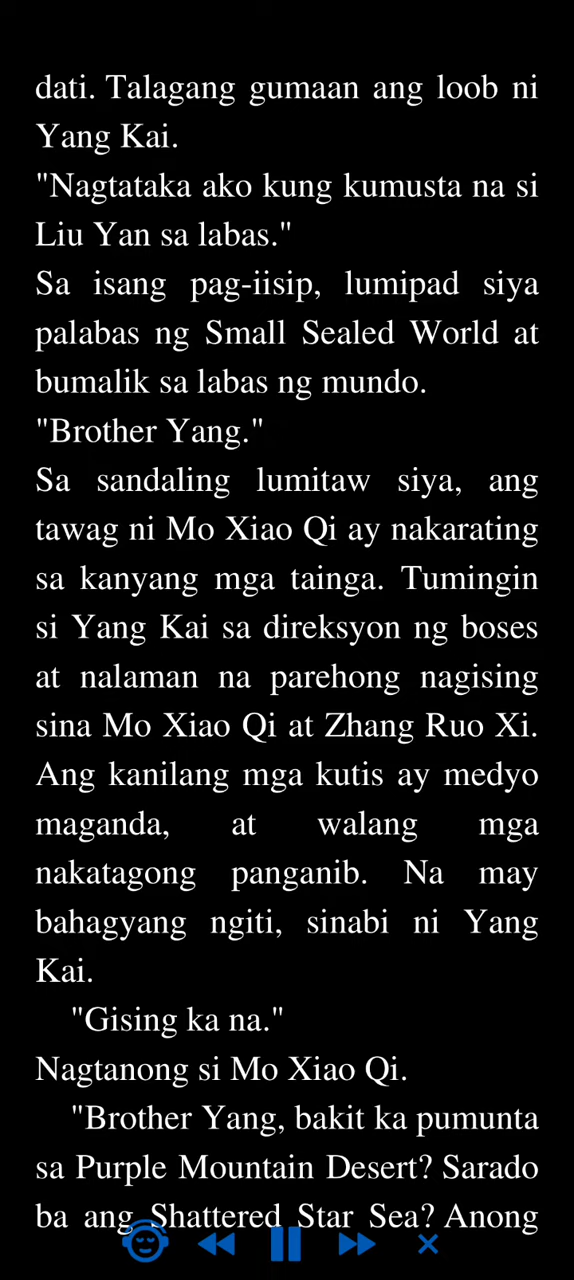 dati. Talagang gumaan ang loob ni
Yang Kai.
"Nagtataka ako kung kumusta na si
Liu Yan sa labas."
Sa isang pag-iisip, lumipad siya
palabas ng Small Sealed World at
bumalik sa labas ng mundo.
"Brother Yang."
Sa sandaling lumitaw siya, ang
tawag ni Mo Xiao Qi ay nakarating
sa kanyang mga tainga. Tumingin
si Yang Kai sa direksyon ng boses
at nalaman na parehong nagising
sina Mo Xiao Qi at Zhang Ruo Xi.
Ang kanilang mga kutis ay medyo
maganda, at walang mga
nakatagong panganib. Na may
bahagyang ngiti, sinabi ni Yang
Kai.
"Gising ka na."
Nagtanong si Mo Xiao Qi.
"Brother Yang, bakit ka pumunta
sa Purple Mountain Desert? Sarado
ba ang Shattered Star Sea? Anong